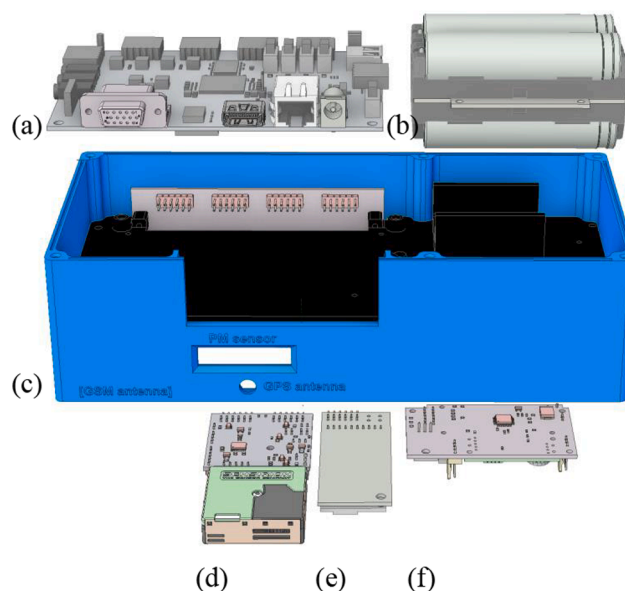 (a)
(b)
PM sensor
GPS antenna
[GSM antenna]
(c)
(d)
(e)
(f)